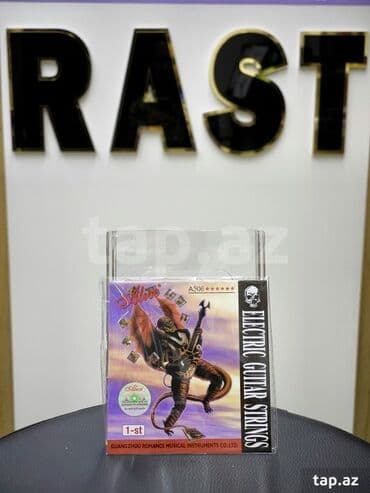 RAST
tap.az
Alice
A506
ELECTRIC GUITAR STRINGS
1-st
GUANGZHOU ROMANCE MUSICAL INSTRUMENTS CO.,LTD.
tap.az